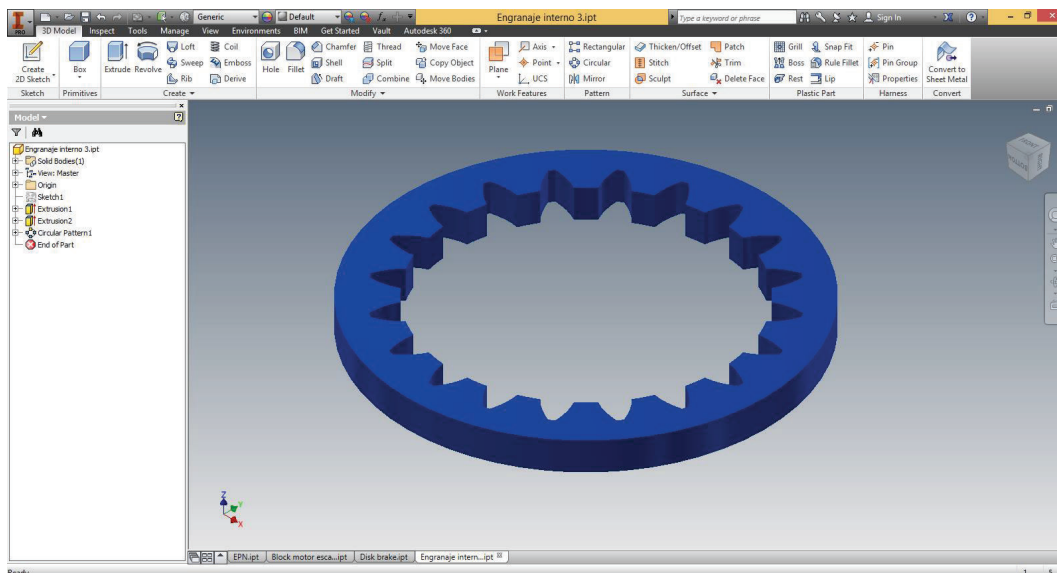 Generic
Default
Engranaje interno 3.ipt
Type a keyword or phrase
Sign In
PRO
3D Model Inspect Tools Manage View Environments BIM Get Started Vault Autodesk 360
Create
2D Sketch
Box
Extrude Revolve
Loft Coil
Sweep Emboss
Rib Derive
Hole Fillet
Chamfer Thread Move Face
Shell Split Copy Object
Draft Combine Move Bodies
Plane
Axis
Point
UCS
Rectangular
Circular
Mirror
Thicken/Offset Patch
Stitch Trim
Sculpt Delete Face
Grill Snap Fit
Boss Rule Fillet
Rest Lip
Pin
Pin Group
Properties
Convert to
Sheet Metal
Sketch Primitives Create Modify Work Features Pattern Surface Plastic Part Harness Convert
Model
Engranaje interno 3.ipt
Solid Bodies(1)
View: Master
Origin
Sketch1
Extrusion1
Extrusion2
Circular Pattern1
End of Part
FRONT
BOTTOM
Z
Y
X
EPN.ipt Block motor esca...ipt Disk brake.ipt Engranaje intern...ipt
Ready 1 5